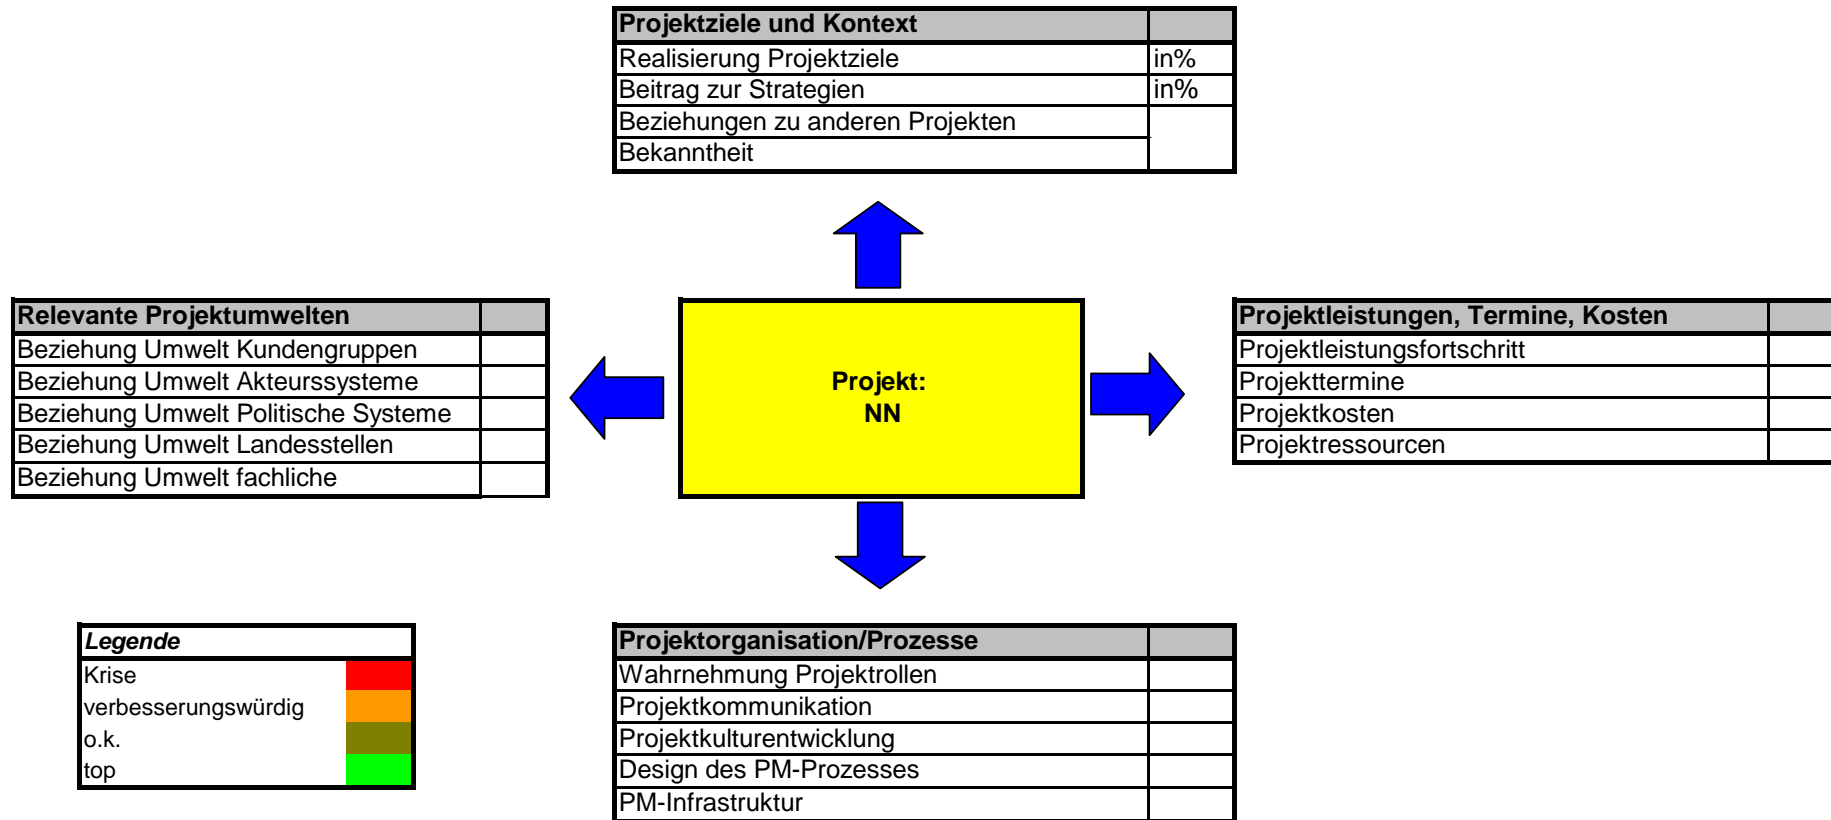 Projektziele und Kontext
Realisierung Projektziele in%
Beitrag zur Strategien in%
Beziehungen zu anderen Projekten
Bekanntheit
Relevante Projektumwelten
Beziehung Umwelt Kundengruppen
Beziehung Umwelt Akteurssysteme
Beziehung Umwelt Politische Systeme
Beziehung Umwelt Landesstellen
Beziehung Umwelt fachliche
Projekt:
NN
Projektleistungen, Termine, Kosten
Projektleistungsfortschritt
Projekttermine
Projektkosten
Projektressourcen
Legende
Krise
verbesserungswürdig
o.k.
top
Projektorganisation/Prozesse
Wahrnehmung Projektrollen
Projektkommunikation
Projektkulturentwicklung
Design des PM-Prozesses
PM-Infrastruktur